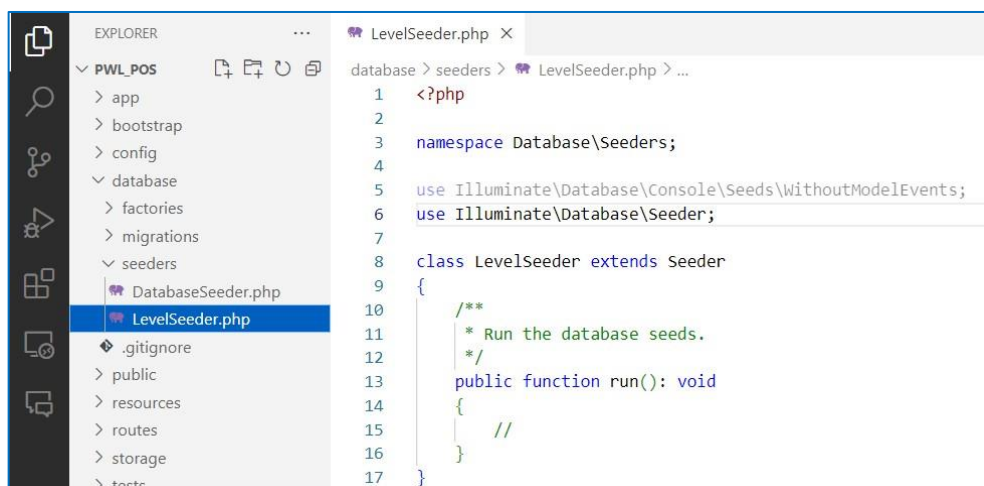 EXPLORER ...
PWL_POS
app
bootstrap
config
database
factories
migrations
seeders
DatabaseSeeder.php
LevelSeeder.php
.gitignore
public
resources
routes
storage
tests
LevelSeeder.php
database > seeders > LevelSeeder.php > ...
1 <?php
2
3 namespace Database\Seeders;
4
5 use Illuminate\Database\Console\Seeds\WithoutModelEvents;
6 use Illuminate\Database\Seeder;
7
8 class LevelSeeder extends Seeder
9 {
10 /**
11 * Run the database seeds.
12 */
13 public function run(): void
14 {
15 //
16 }
17 }